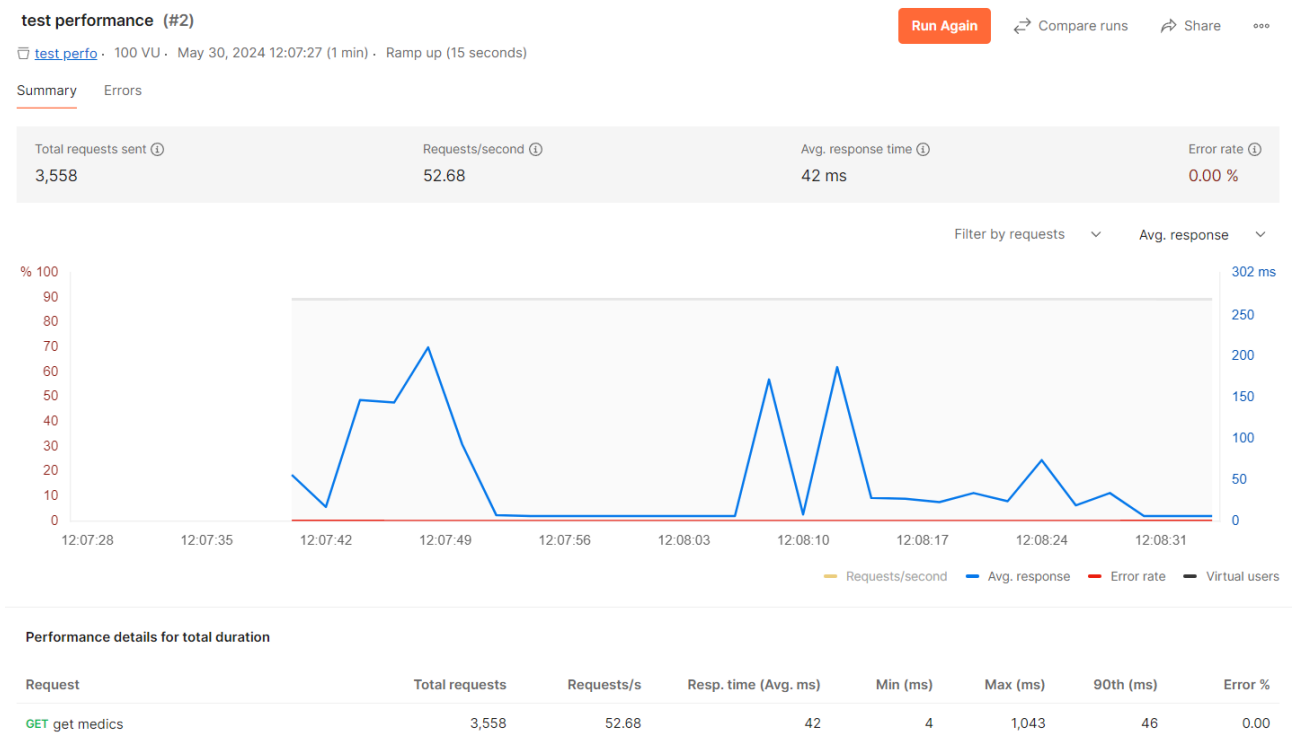 test performance (#2)
Run Again
Compare runs
Share
test perfo · 100 VU · May 30, 2024 12:07:27 (1 min) · Ramp up (15 seconds)
Summary Errors
Total requests sent Requests/second Avg. response time Error rate
3,558 52.68 42 ms 0.00 %
Filter by requests Avg. response
% 100 302 ms
90
80
70
60
50
40
30
20
10
0
250
200
150
100
50
0
12:07:28 12:07:35 12:07:42 12:07:49 12:07:56 12:08:03 12:08:10 12:08:17 12:08:24 12:08:31
Requests/second Avg. response Error rate Virtual users
Performance details for total duration
Request Total requests Requests/s Resp. time (Avg. ms) Min (ms) Max (ms) 90th (ms) Error %
GET get medics 3,558 52.68 42 4 1,043 46 0.00